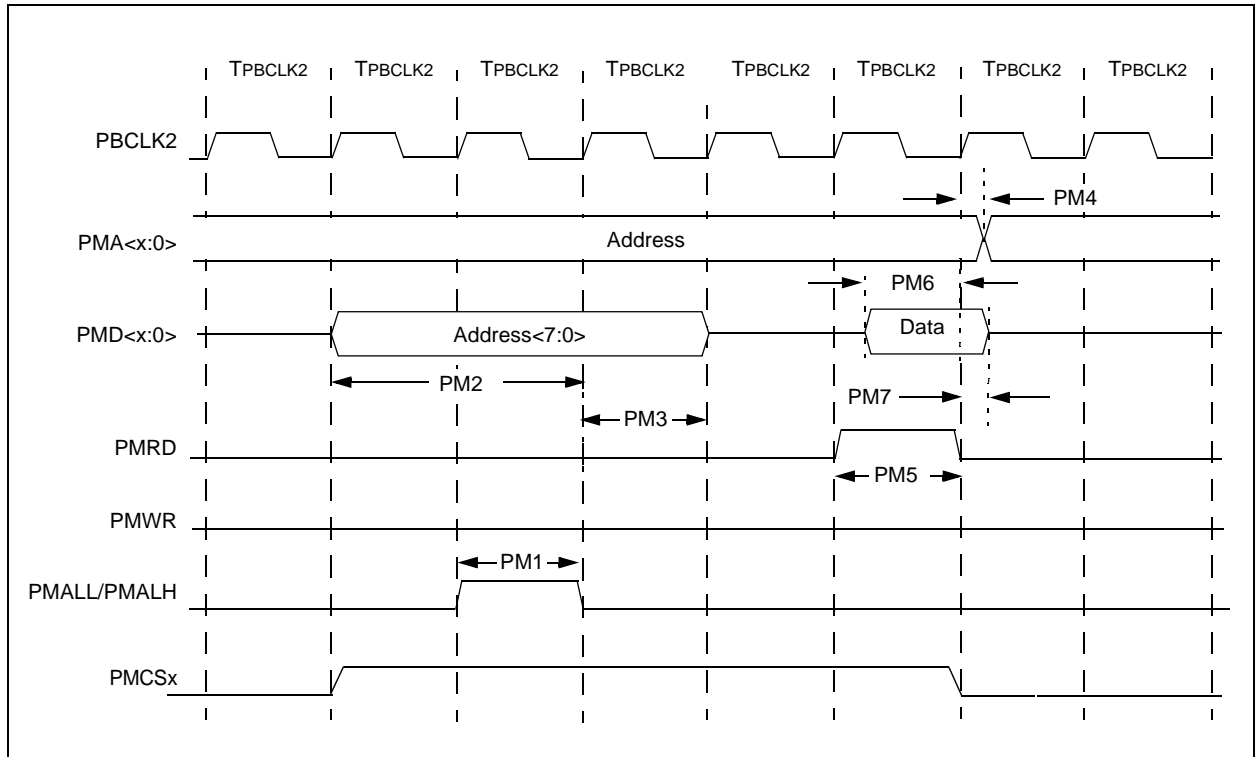 TPBCLK2 TPBCLK2 TPBCLK2 TPBCLK2 TPBCLK2 TPBCLK2 TPBCLK2 TPBCLK2
PBCLK2
PM4
PMA<x:0>
Address
PM6
PMD<x:0>
Address<7:0>
Data
PM2
PM7
PM3
PMRD
PM5
PMWR
PM1
PMALL/PMALH
PMCSx